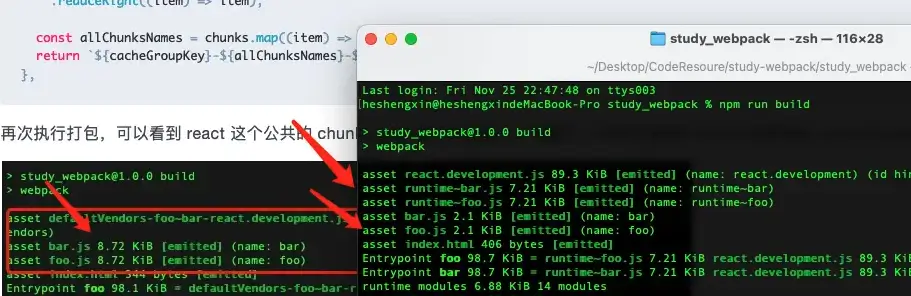 .reduceRight((item) => item);
const allChunksNames = chunks.map((item) =>
return `${cacheGroupKey}-${allChunksNames}-$
},
再次执行打包，可以看到 react 这个公共的 chun
> study_webpack@1.0.0 build
> webpack
asset defaultVendors-foo~bar-react.development.j
endors)
asset bar.js 8.72 KiB [emitted] (name: bar)
asset foo.js 8.72 KiB [emitted] (name: foo)
asset index.html 544 bytes [emitted]
Entrypoint foo 98.1 KiB = defaultVendors-foo~bar-r
study_webpack — -zsh — 116×28
~/Desktop/CodeResoure/study-webpack/study_webpack
Last login: Fri Nov 25 22:47:48 on ttys003
[heshengxin@heshengxindeMacBook-Pro study_webpack % npm run build
> study_webpack@1.0.0 build
> webpack
asset react.development.js 89.3 KiB [emitted] (name: react.development) (id hin
asset runtime~bar.js 7.21 KiB [emitted] (name: runtime~bar)
asset runtime~foo.js 7.21 KiB [emitted] (name: runtime~foo)
asset bar.js 2.1 KiB [emitted] (name: bar)
asset foo.js 2.1 KiB [emitted] (name: foo)
asset index.html 406 bytes [emitted]
Entrypoint foo 98.7 KiB = runtime~foo.js 7.21 KiB react.development.js 89.3 Ki
Entrypoint bar 98.7 KiB = runtime~bar.js 7.21 KiB react.development.js 89.3 Ki
runtime modules 6.88 KiB 14 modules